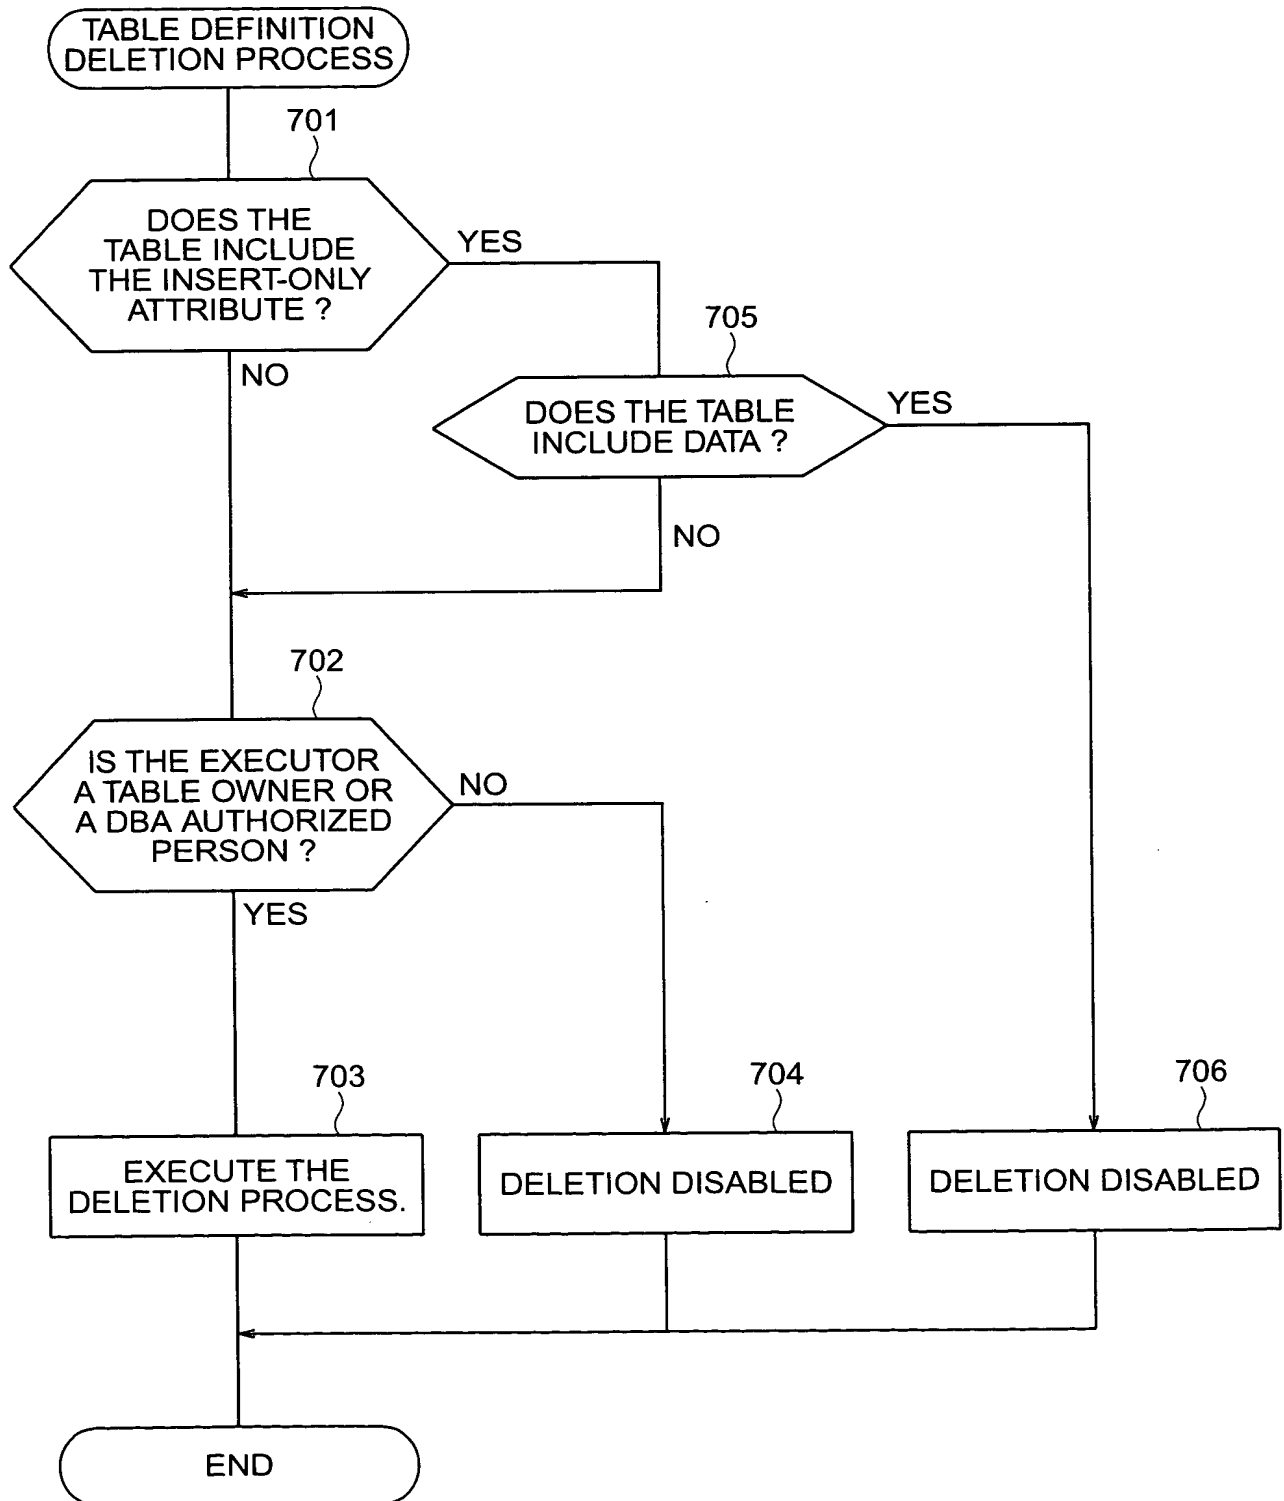 TABLE DEFINITION
DELETION PROCESS
701
DOES THE
TABLE INCLUDE
THE INSERT-ONLY
ATTRIBUTE ?
YES
NO
705
DOES THE TABLE
INCLUDE DATA ?
YES
NO
702
IS THE EXECUTOR
A TABLE OWNER OR
A DBA AUTHORIZED
PERSON ?
NO
YES
703
EXECUTE THE
DELETION PROCESS.
704
DELETION DISABLED
706
DELETION DISABLED
END